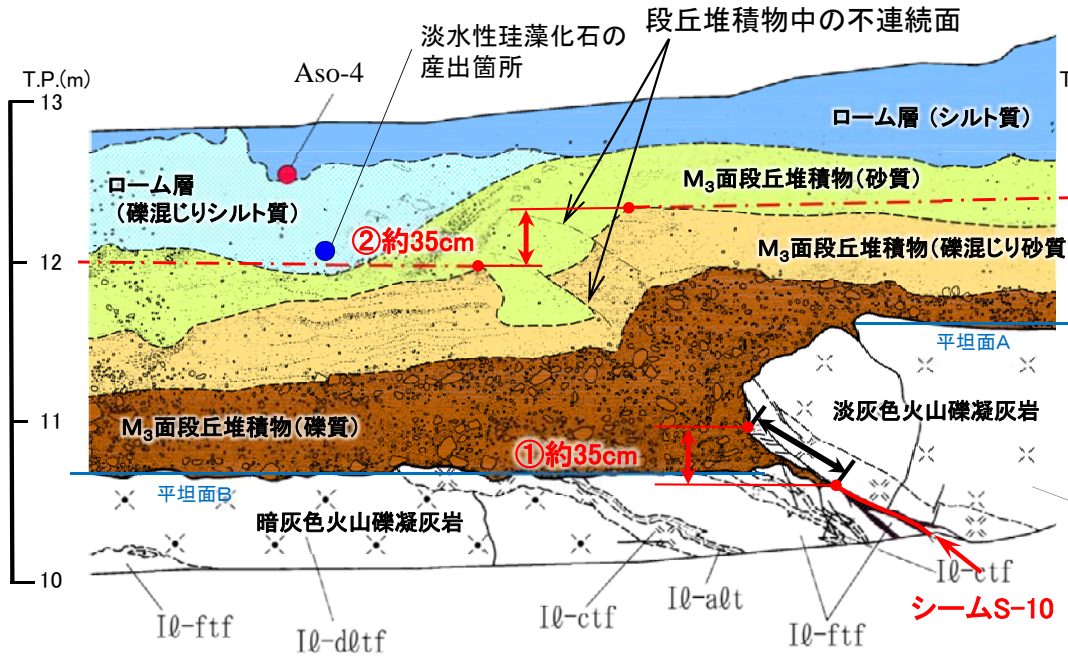 段丘堆積物中の不連続面
淡水性珪藻化石の
産出箇所
Aso-4
T.P.(m)
T
13
ローム層（シルト質）
ローム層
（礫混じりシルト質）
M₃面段丘堆積物(砂質)
②約35cm
M₃面段丘堆積物(礫混じり砂質
12
平坦面A
11
淡灰色火山礫凝灰岩
M₃面段丘堆積物(礫質)
①約35cm
平坦面B
暗灰色火山礫凝灰岩
10
Iℓ-ctf
Iℓ-alt
Iℓ-ctf
シームS-10
Iℓ-ftf
Iℓ-dℓtf
Iℓ-ftf